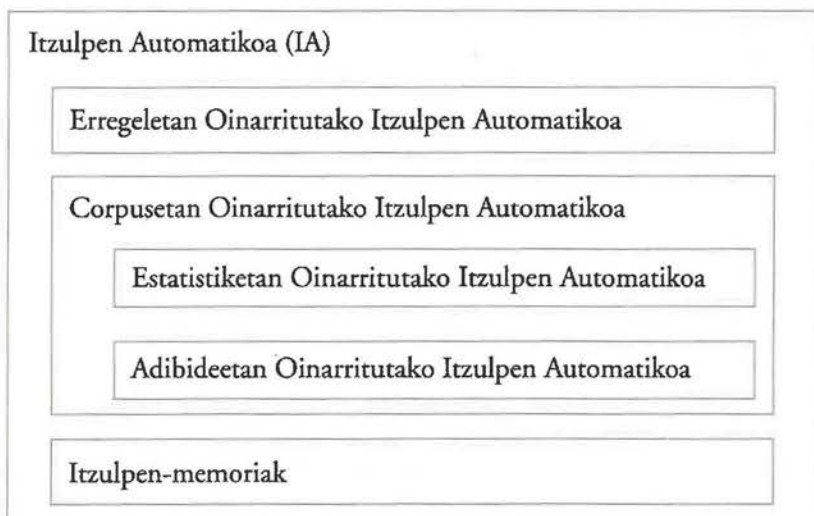 Itzulpen Automatikoa (IA)
Erregeletan Oinarritutako Itzulpen Automatikoa
Corpusetan Oinarritutako Itzulpen Automatikoa
Estatistiketan Oinarritutako Itzulpen Automatikoa
Adibideetan Oinarritutako Itzulpen Automatikoa
Itzulpen-memoriak